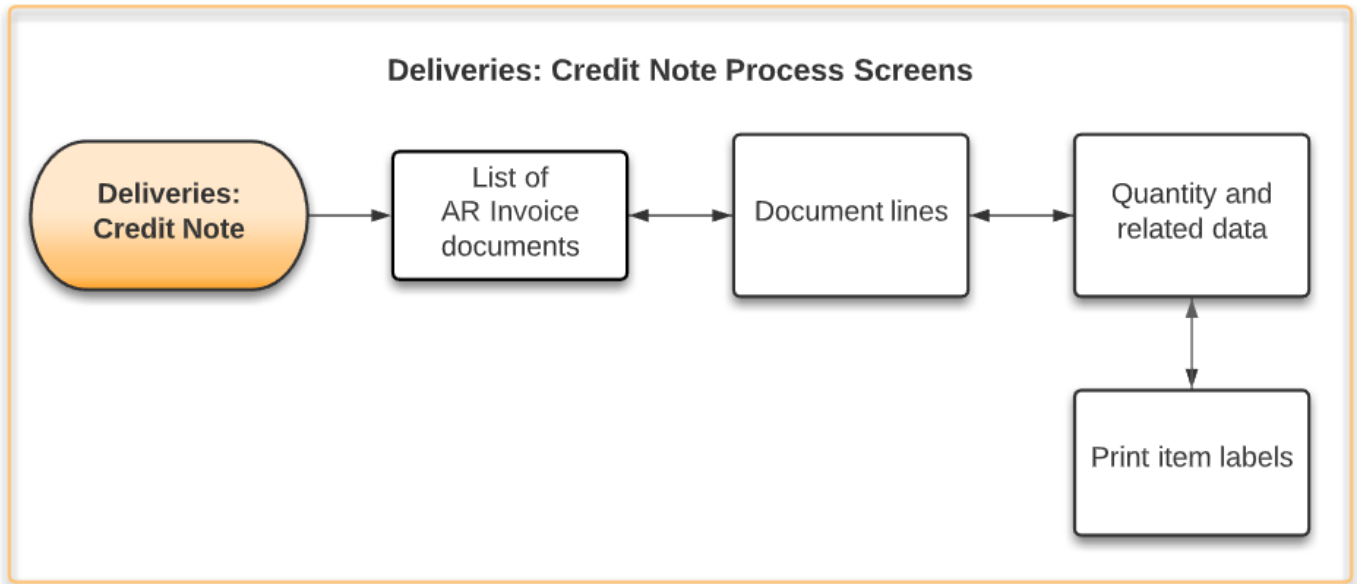 Deliveries: Credit Note Process Screens
Deliveries:
Credit Note
List of
AR Invoice
documents
Document lines
Quantity and
related data
Print item labels